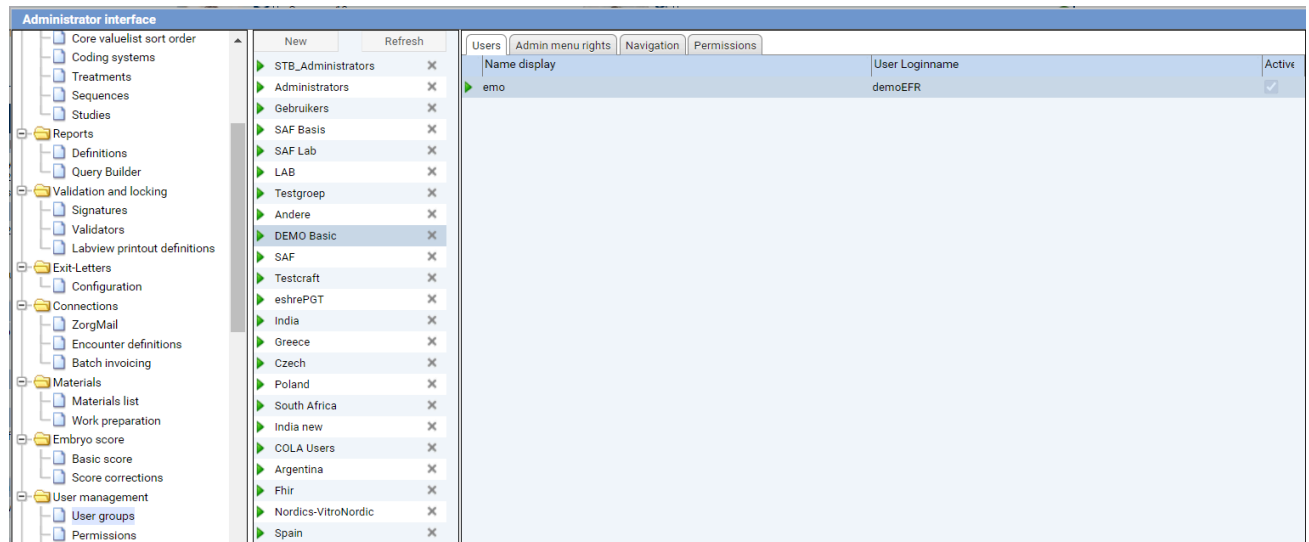 Administrator interface
Core valuelist sort order
Coding systems
Treatments
Sequences
Studies
Reports
Definitions
Query Builder
Validation and locking
Signatures
Validators
Labview printout definitions
Exit-Letters
Configuration
Connections
ZorgMail
Encounter definitions
Batch invoicing
Materials
Materials list
Work preparation
Embryo score
Basic score
Score corrections
User management
User groups
Permissions
New Refresh
STB_Administrators
Administrators
Gebruikers
SAF Basis
SAF Lab
LAB
Testgroep
Andere
DEMO Basic
SAF
Testcraft
eshrePGT
India
Greece
Czech
Poland
South Africa
India new
COLA Users
Argentina
Fhir
Nordics-VitroNordic
Spain
Users Admin menu rights Navigation Permissions
Name display User Loginname Active
emo demoEFR